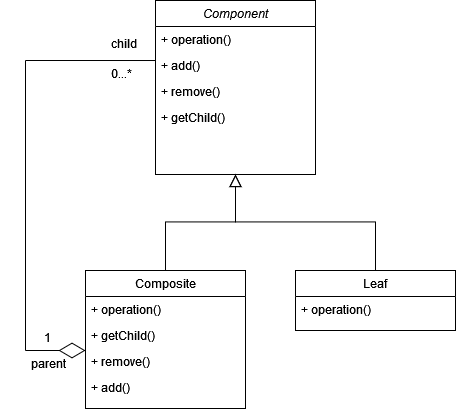 Component
child
+ operation()
+ add()
0...*
+ remove()
+ getChild()
Composite
+ operation()
+ getChild()
+ remove()
+ add()
1
parent
Leaf
+ operation()